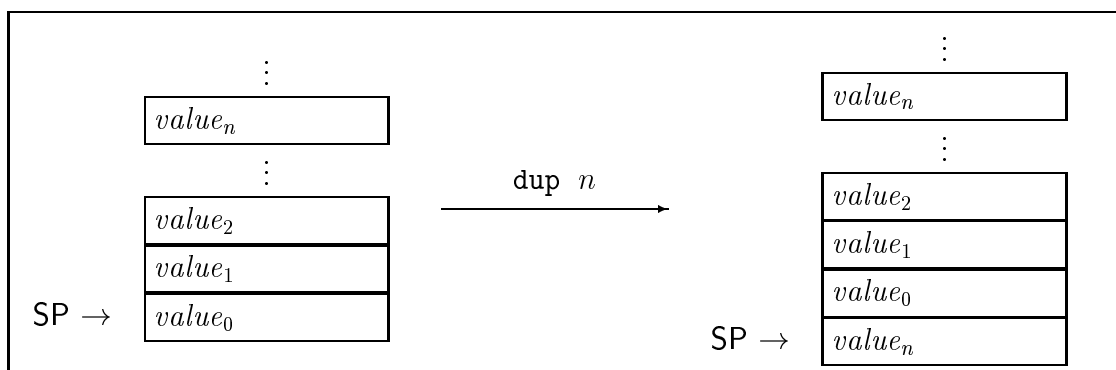 ⋮
value_n
⋮
value_2
value_1
SP → value_0
dup n
⋮
value_n
⋮
value_2
value_1
value_0
SP → value_n